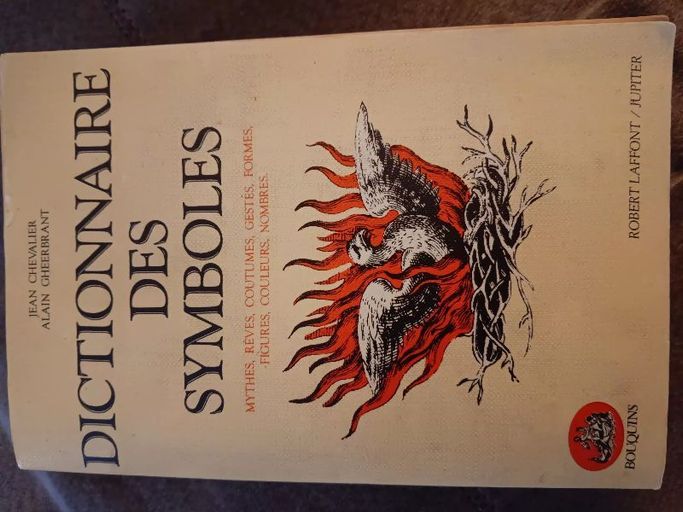 JEAN CHEVALIER
ALAIN GHEERBRANT
DICTIONNAIRE
DES
SYMBOLES
MYTHES, RÊVES, COUTUMES, GESTES, FORMES,
FIGURES, COULEURS, NOMBRES.
ROBERT LAFFONT / JUPITER
BOUQUINS